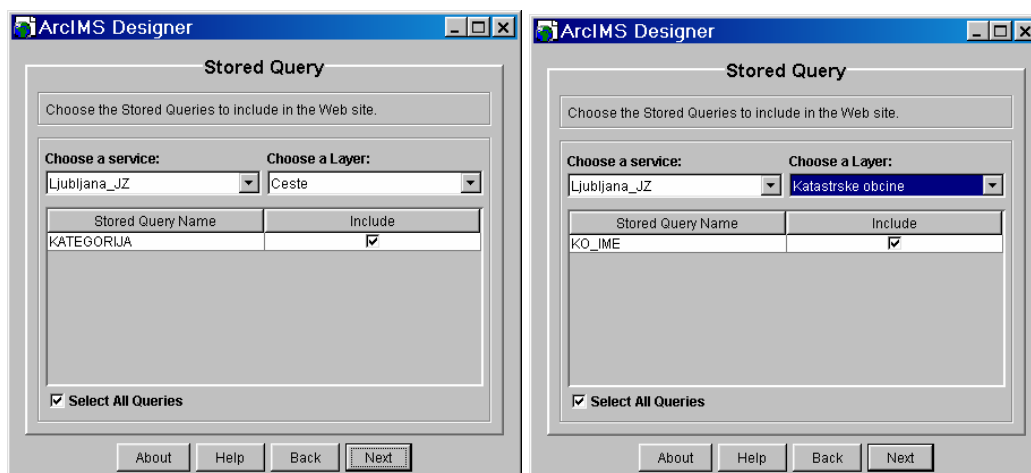 ArcIMS Designer
Stored Query
Choose the Stored Queries to include in the Web site.
Choose a service: Choose a Layer:
Ljubljana_JZ Ceste
Stored Query Name Include
KATEGORIJA
Select All Queries
About Help Back Next
ArcIMS Designer
Stored Query
Choose the Stored Queries to include in the Web site.
Choose a service: Choose a Layer:
Ljubljana_JZ Katastrske obcine
Stored Query Name Include
KO_IME
Select All Queries
About Help Back Next